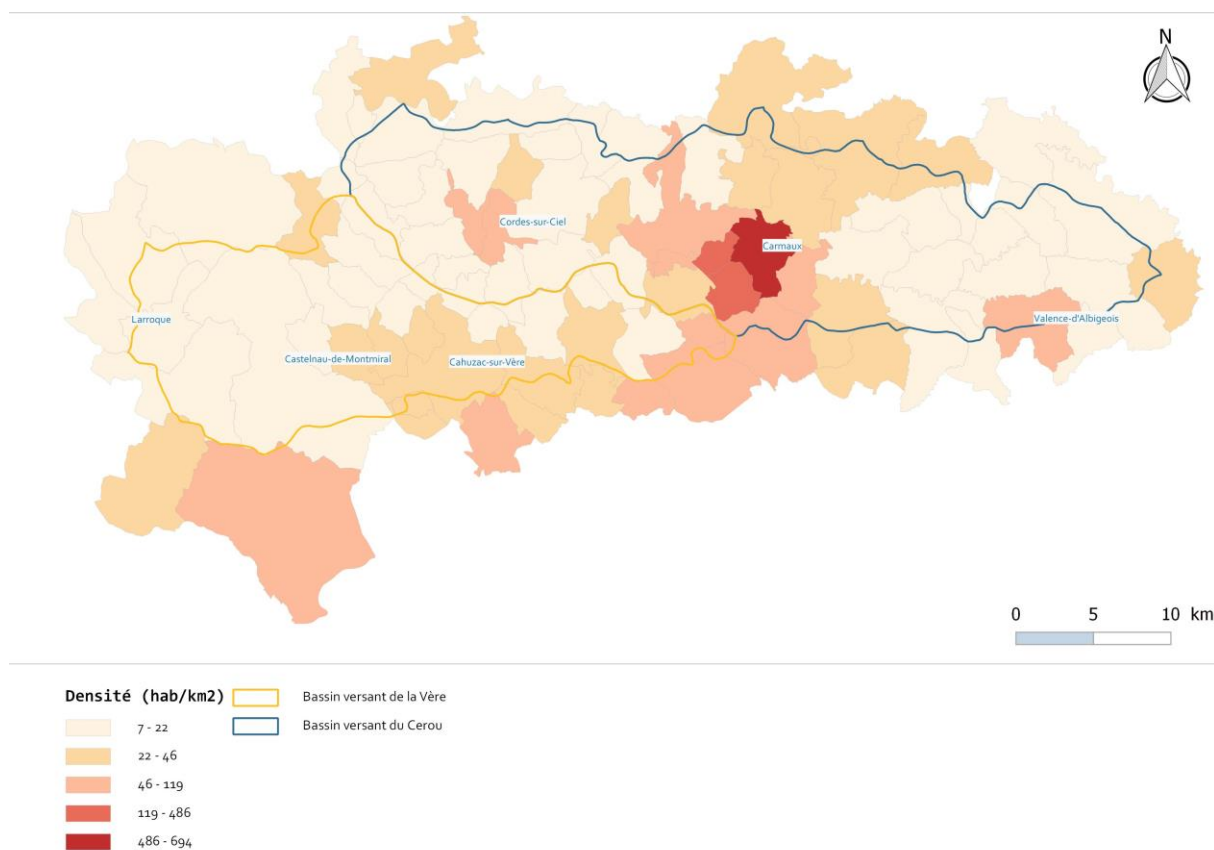 N
Cordes-sur-Ciel
Carmaux
Larroque
Valence-d'Albigeois
Castelnau-de-Montmiral
Cahuzac-sur-Vère
0 5 10 km
Densité (hab/km2)
Bassin versant de la Vère
7 - 22
Bassin versant du Cerou
22 - 46
46 - 119
119 - 486
486 - 694